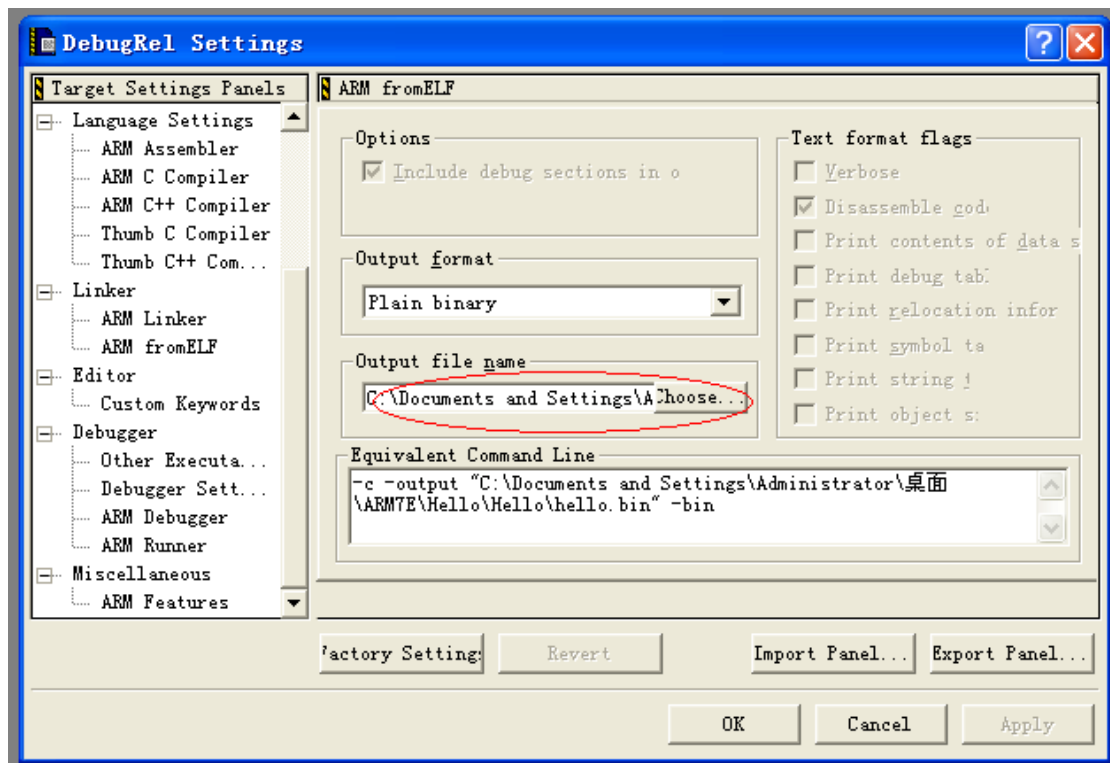 DebugRel Settings
Target Settings Panels
Language Settings
ARM Assembler
ARM C Compiler
ARM C++ Compiler
Thumb C Compiler
Thumb C++ Com...
Linker
ARM Linker
ARM fromELF
Editor
Custom Keywords
Debugger
Other Executa...
Debugger Sett...
ARM Debugger
ARM Runner
Miscellaneous
ARM Features
ARM fromELF
Options
Include debug sections in o
Output format
Plain binary
Output file name
C:\Documents and Settings\A
Choose...
Text format flags
Verbose
Disassemble cod
Print contents of data s
Print debug tab
Print relocation infor
Print symbol ta
Print string
Print object s
Equivalent Command Line
-c -output "C:\Documents and Settings\Administrator\桌面
\ARM7E\Hello\Hello\hello.bin" -bin
Factory Setting
Revert
Import Panel...
Export Panel...
OK
Cancel
Apply